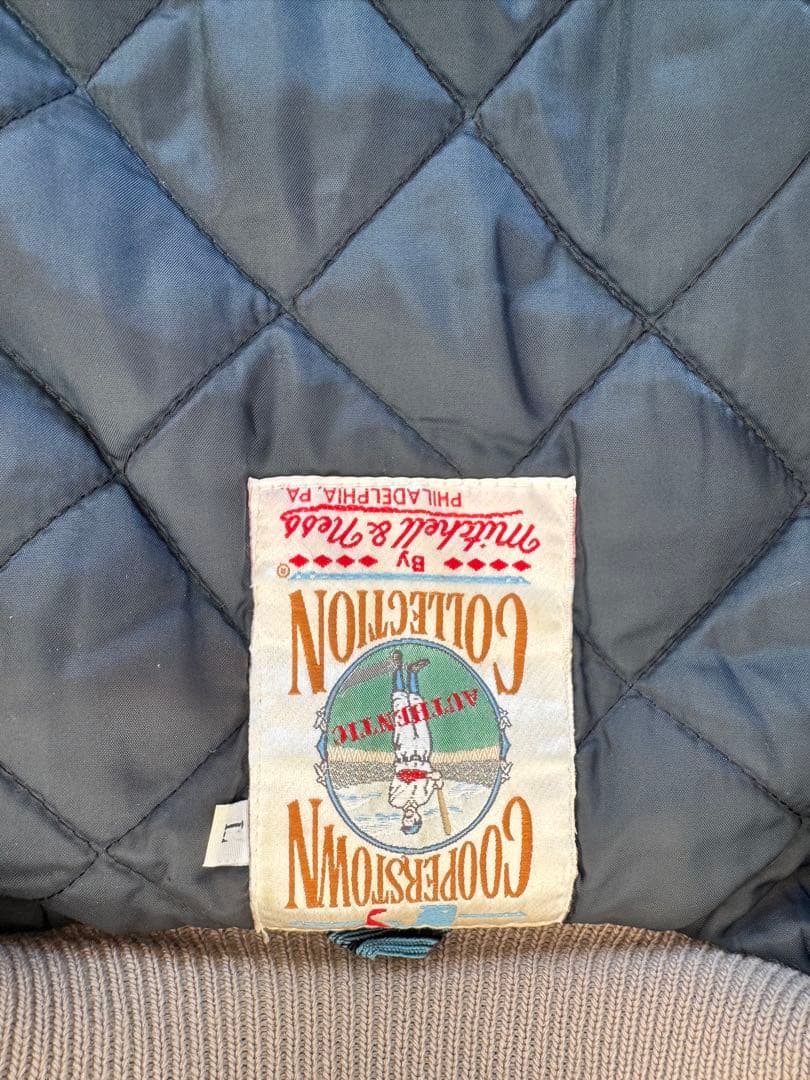 COOPERSTOWN
AUTHENTIC
COLLECTION
®
By
Mitchell & Ness
PHILADELPHIA, PA
L